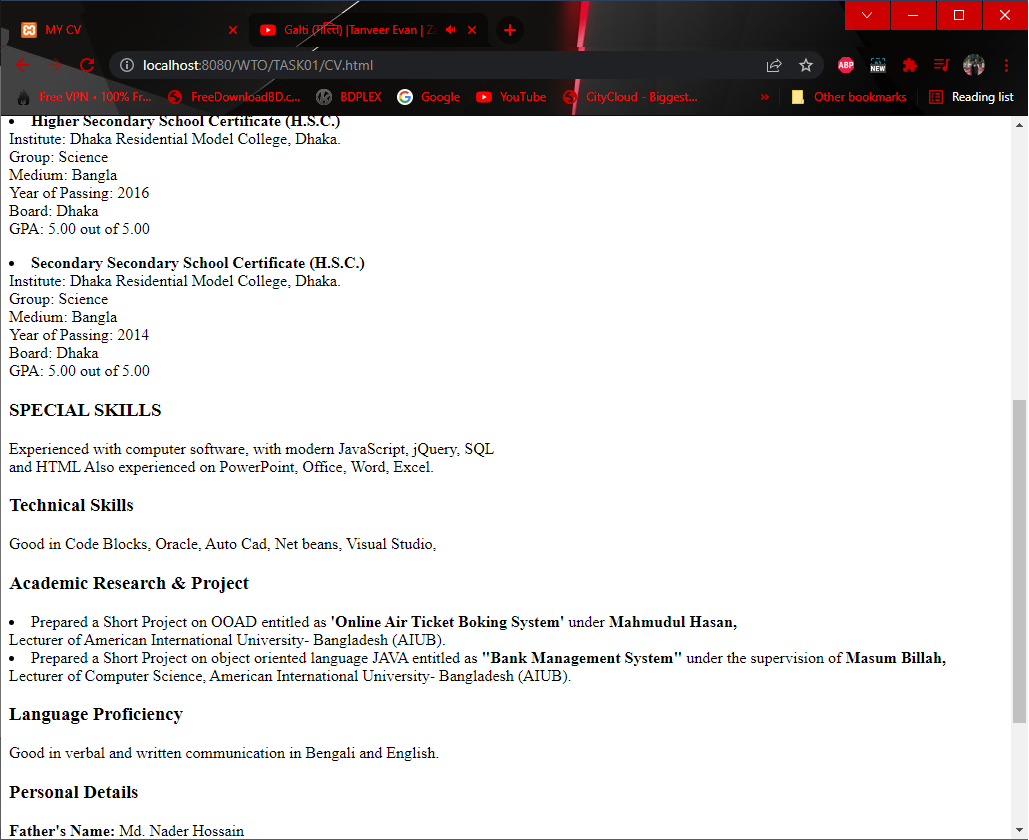 MY CV
Galti (গলতি) |Tanveer Evan | Z
localhost:8080/WTO/TASK01/CV.html
ABP
NEW
Free VPN • 100% Fr...
FreeDownloadBD.c...
BDPLEX
Google
YouTube
CityCloud - Biggest...
»
Other bookmarks
Reading list
• Higher Secondary School Certificate (H.S.C.)
Institute: Dhaka Residential Model College, Dhaka.
Group: Science
Medium: Bangla
Year of Passing: 2016
Board: Dhaka
GPA: 5.00 out of 5.00
• Secondary Secondary School Certificate (H.S.C.)
Institute: Dhaka Residential Model College, Dhaka.
Group: Science
Medium: Bangla
Year of Passing: 2014
Board: Dhaka
GPA: 5.00 out of 5.00
SPECIAL SKILLS
Experienced with computer software, with modern JavaScript, jQuery, SQL
and HTML Also experienced on PowerPoint, Office, Word, Excel.
Technical Skills
Good in Code Blocks, Oracle, Auto Cad, Net beans, Visual Studio,
Academic Research & Project
• Prepared a Short Project on OOAD entitled as 'Online Air Ticket Boking System' under Mahmudul Hasan,
Lecturer of American International University- Bangladesh (AIUB).
• Prepared a Short Project on object oriented language JAVA entitled as "Bank Management System" under the supervision of Masum Billah,
Lecturer of Computer Science, American International University- Bangladesh (AIUB).
Language Proficiency
Good in verbal and written communication in Bengali and English.
Personal Details
Father's Name: Md. Nader Hossain